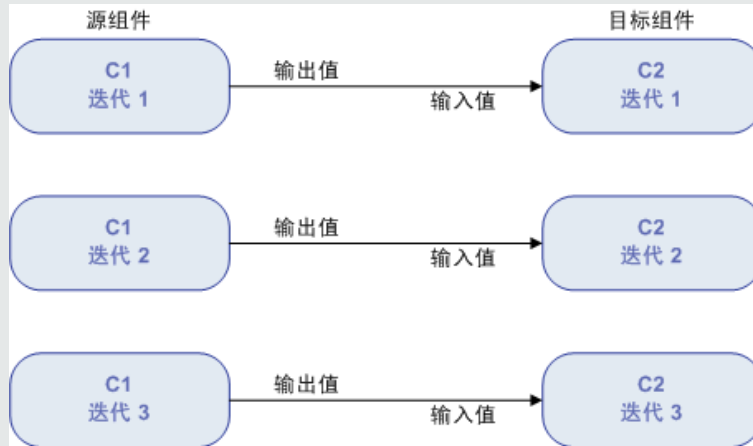 源组件
目标组件
C1
迭代 1
输出值
输入值
C2
迭代 1
C1
迭代 2
输出值
输入值
C2
迭代 2
C1
迭代 3
输出值
输入值
C2
迭代 3